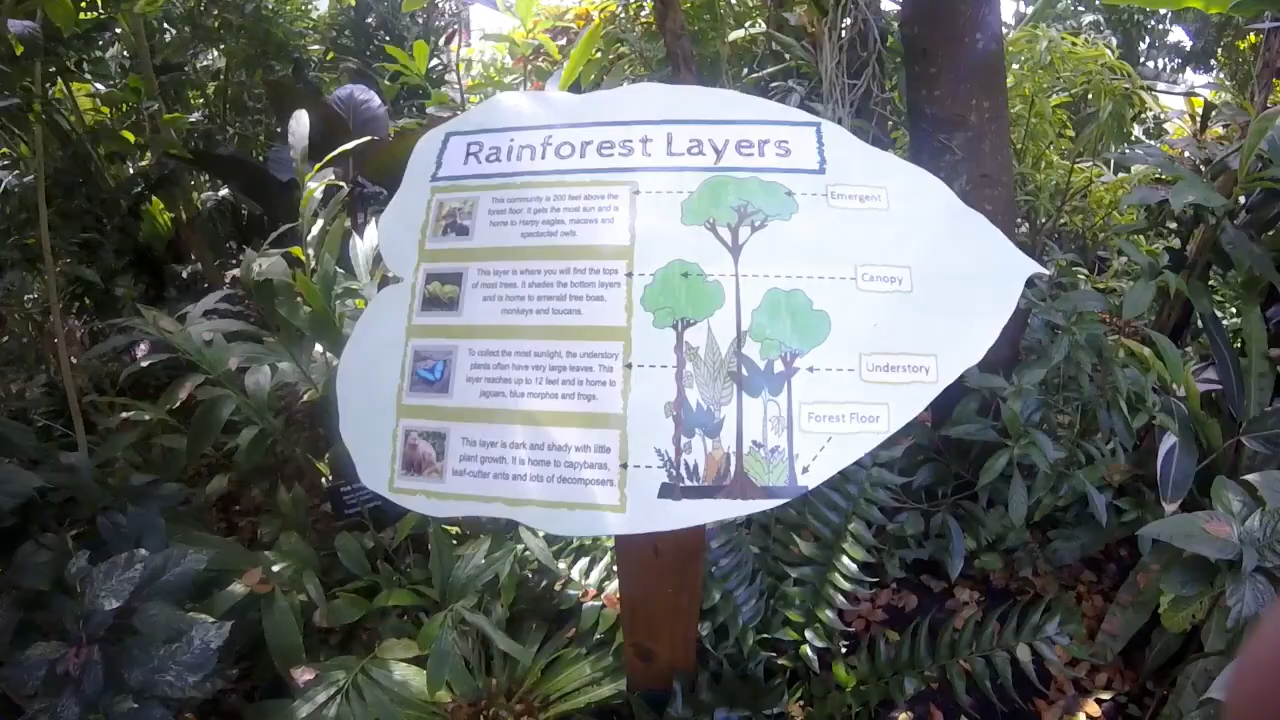 Rainforest Layers
This community is 200 feet above the
forest floor. It gets the most sun and is
home to Harpy eagles, macaws and
spectacled owls.
Emergent
This layer is where you will find the tops
of most trees. It shades the bottom layers
and is home to emerald tree boas,
monkeys and toucans.
Canopy
To collect the most sunlight, the understory
plants often have very large leaves. This
layer reaches up to 12 feet and is home to
jaguars, blue morphos and frogs.
Understory
This layer is dark and shady with little
plant growth. It is home to capybaras,
leaf-cutter ants and lots of decomposers.
Forest Floor